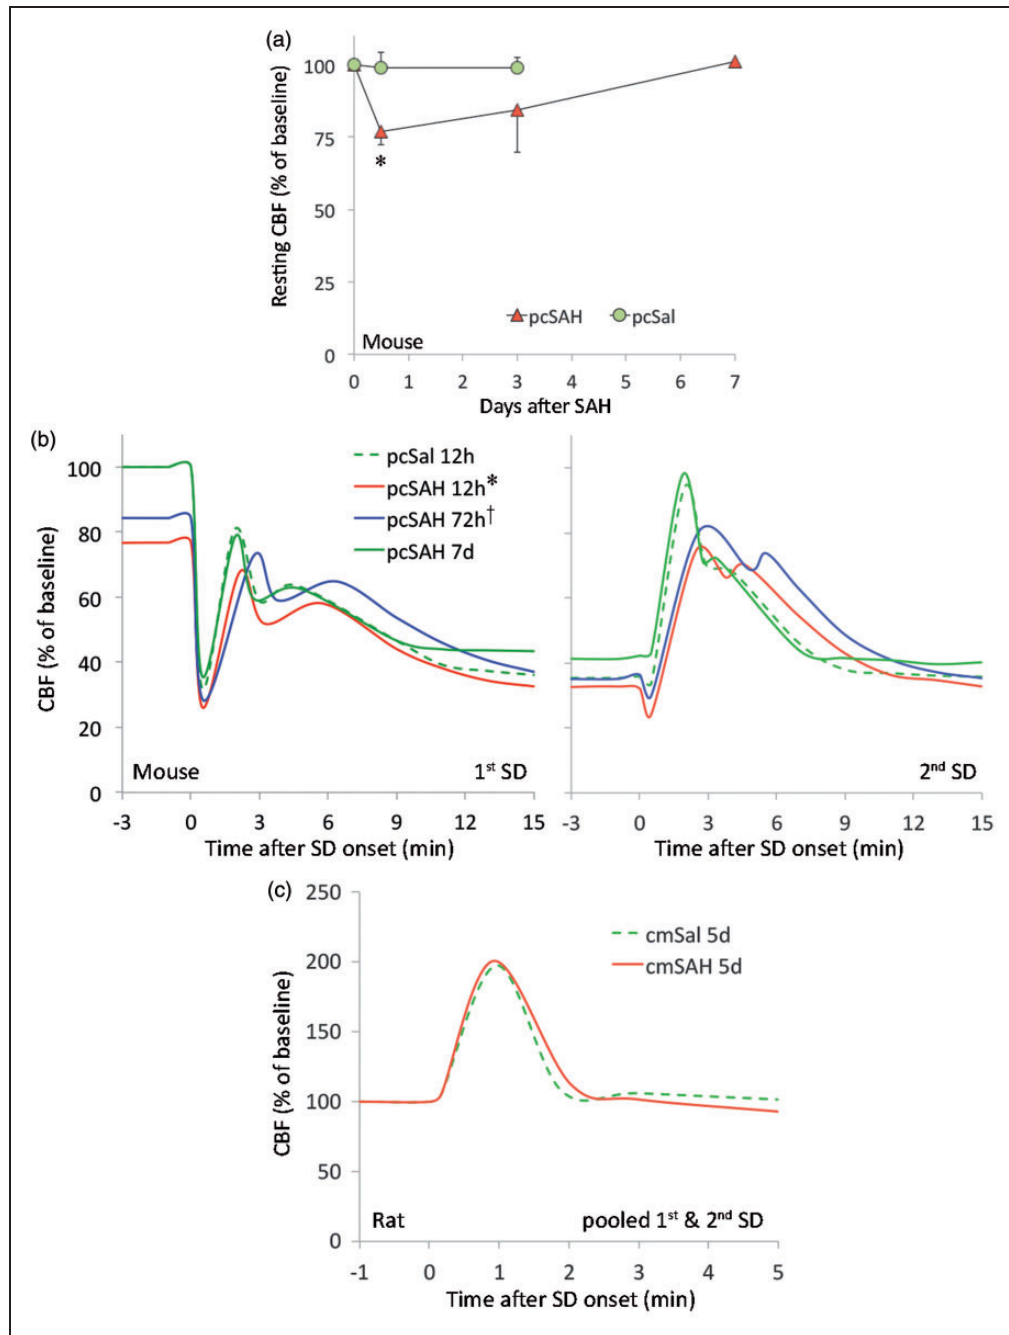 (a)
Resting CBF (% of baseline)
100
75
50
25
0
*
pcSAH pcSal
Mouse
0 1 2 3 4 5 6 7
Days after SAH
(b)
CBF (% of baseline)
100
80
60
40
20
0
pcSal 12h
pcSAH 12h*
pcSAH 72h†
pcSAH 7d
Mouse 1st SD
-3 0 3 6 9 12 15
Time after SD onset (min)
2nd SD
-3 0 3 6 9 12 15
Time after SD onset (min)
(c)
CBF (% of baseline)
250
200
150
100
50
0
cmSal 5d
cmSAH 5d
Rat pooled 1st & 2nd SD
-1 0 1 2 3 4 5
Time after SD onset (min)